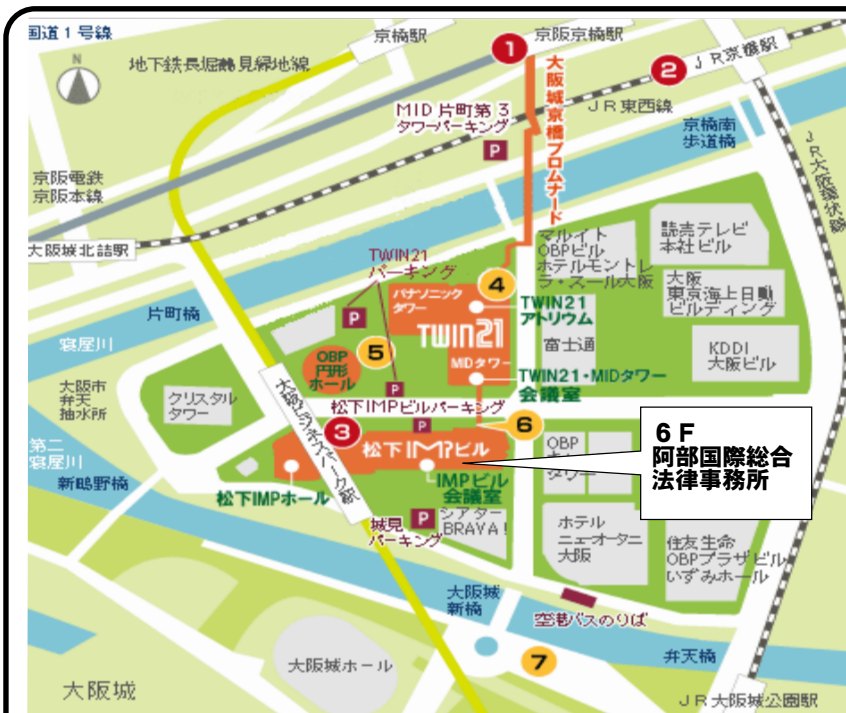 国道1号線
京橋駅
京阪京橋駅
1
N
地下鉄長堀鶴見緑地線
2
JR京橋駅
大阪城京橋プロムナード
MID片町第3
タワーパーキング
P
JR東西線
京橋南
歩道橋
JR大阪環状線
京阪電鉄
京阪本線
大阪城北詰駅
TWIN21
パーキング
マルイト
OBPビル
ホテルモントレ
ラ・スール大阪
読売テレビ
本社ビル
4
パナソニック
タワー
TWIN21
アトリウム
大阪
東京海上日動
ビルディング
片町橋
P
TWIN21
寝屋川
5
OBP
円形
ホール
MIDタワー
富士通
KDDI
大阪ビル
大阪市
弁天
抽水所
クリスタル
タワー
P
TWIN21・MIDタワー
会議室
大阪ビジネスパーク駅
松下IMPビルパーキング
P
6
3
松下IMPビル
第二
寝屋川
OBP
タワー
6F
阿部国際総合
法律事務所
新鴫野橋
松下IMPホール
IMPビル
会議室
城見
パーキング
P
シアター
BRAVA!
ホテル
ニューオータニ
大阪
住友生命
OBPプラザビル
いずみホール
大阪城
新橋
空港バスのりば
7
弁天橋
大阪城ホール
大阪城
JR大阪城公園駅